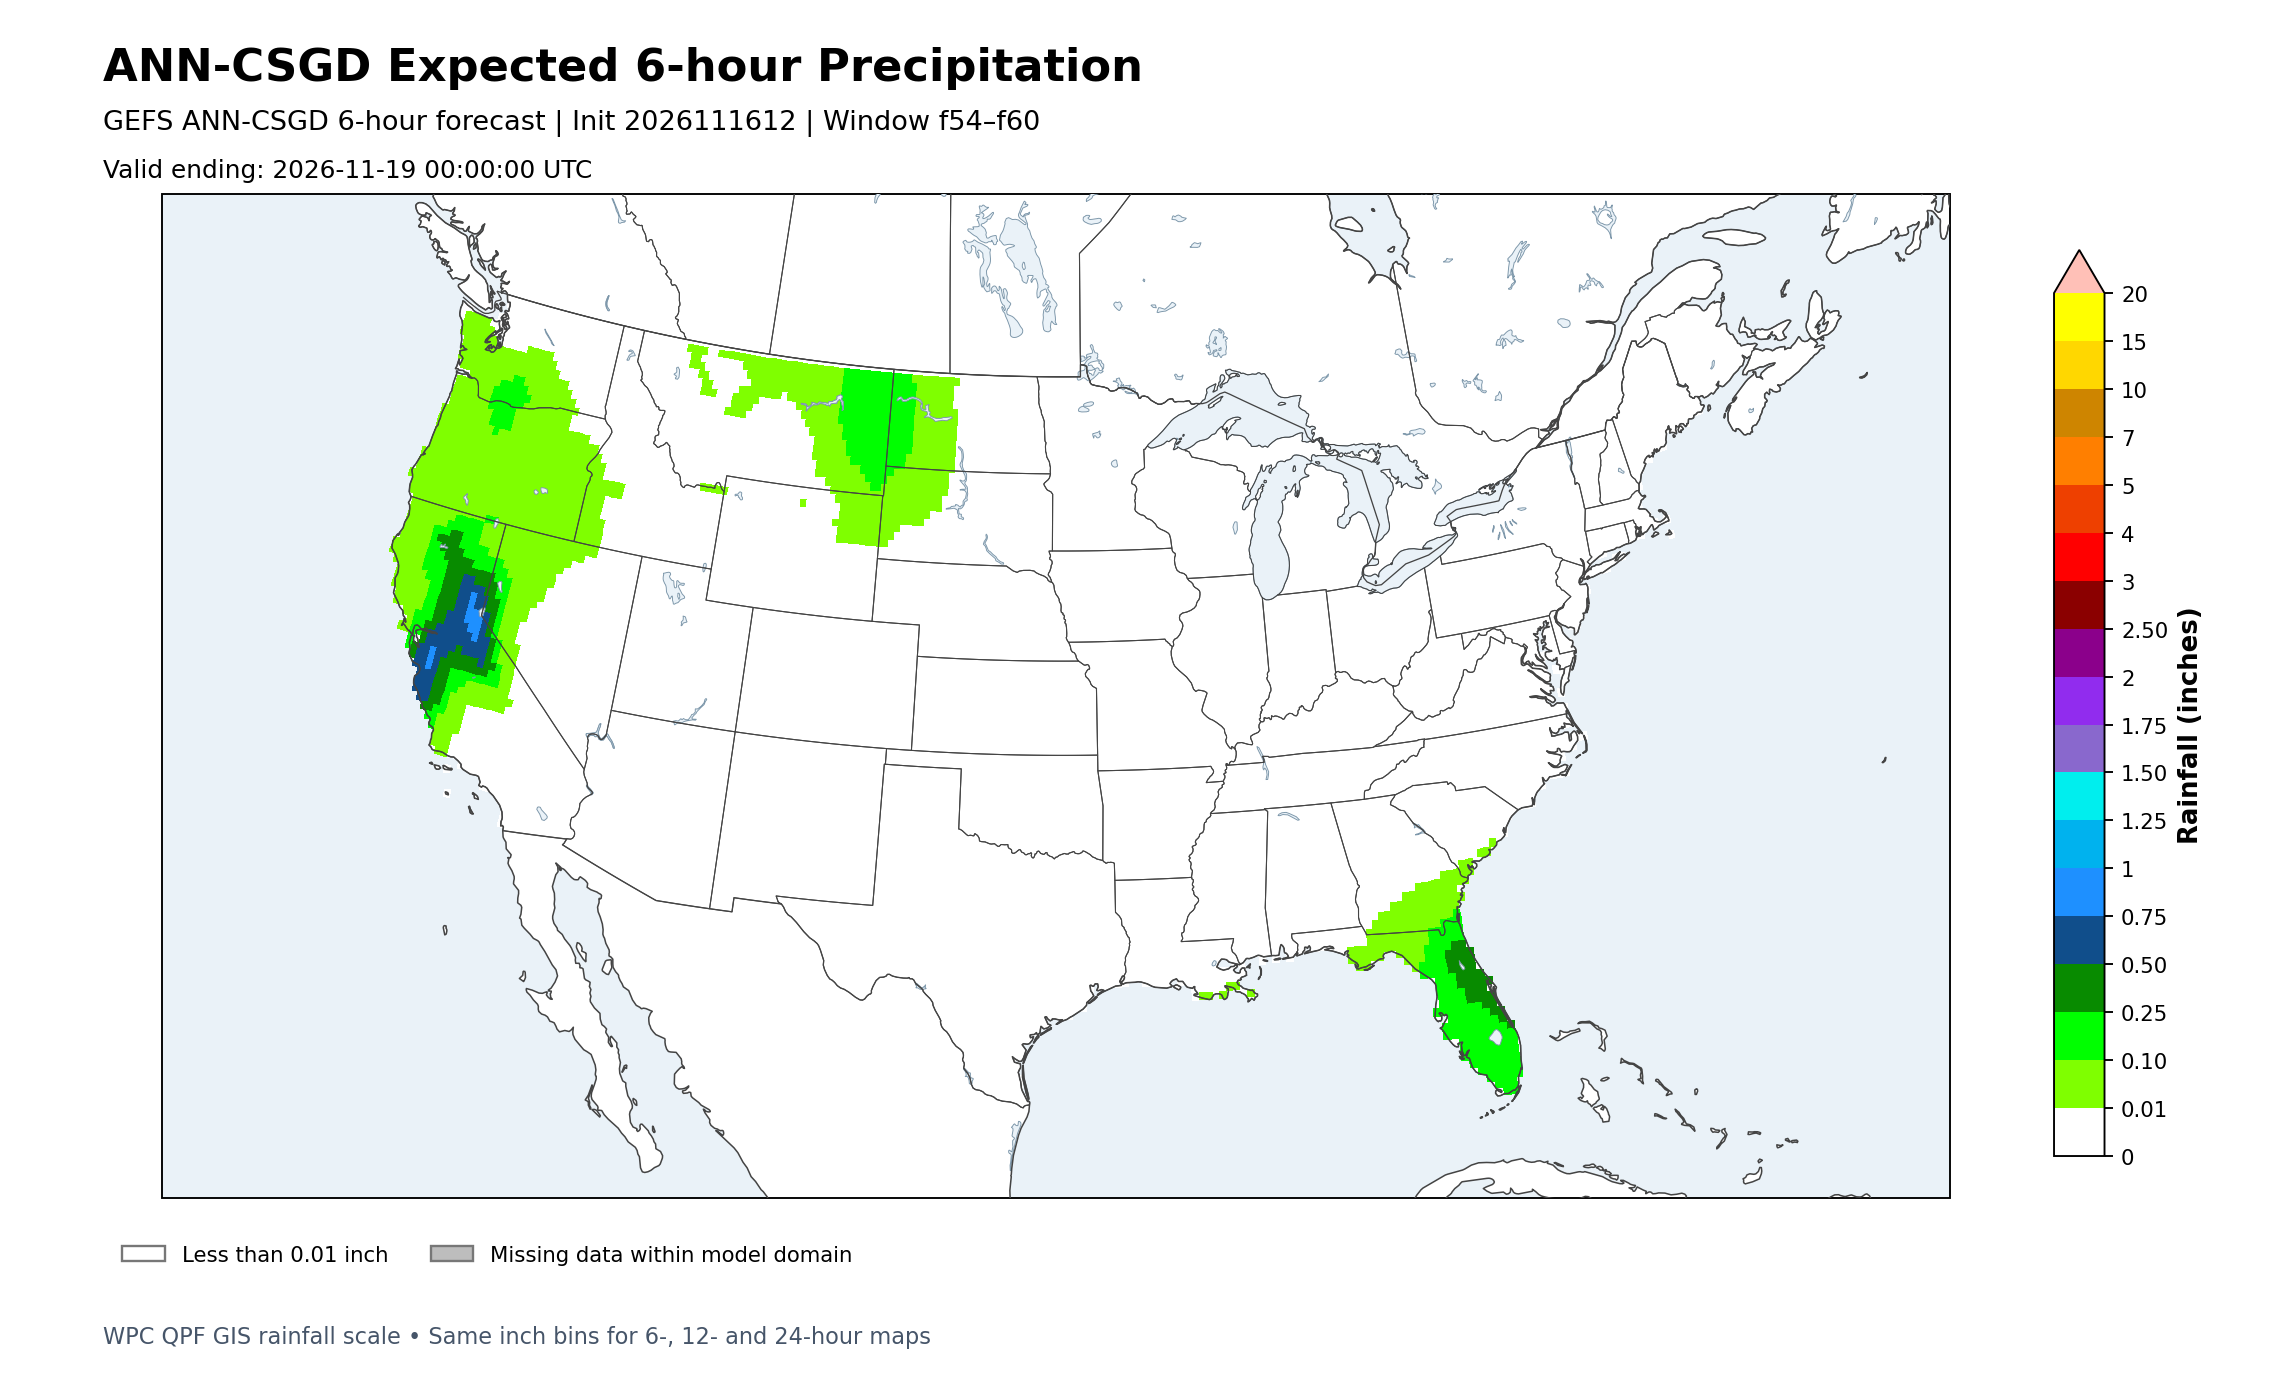 ANN-CSGD Expected 6-hour Precipitation
GEFS ANN-CSGD 6-hour forecast | Init 2026111612 | Window f54–f60
Valid ending: 2026-11-19 00:00:00 UTC
20
15
10
7
5
4
3
2.50
2
1.75
1.50
1.25
1
0.75
0.50
0.25
0.10
0.01
0
Rainfall (inches)
Less than 0.01 inch
Missing data within model domain
WPC QPF GIS rainfall scale • Same inch bins for 6-, 12- and 24-hour maps